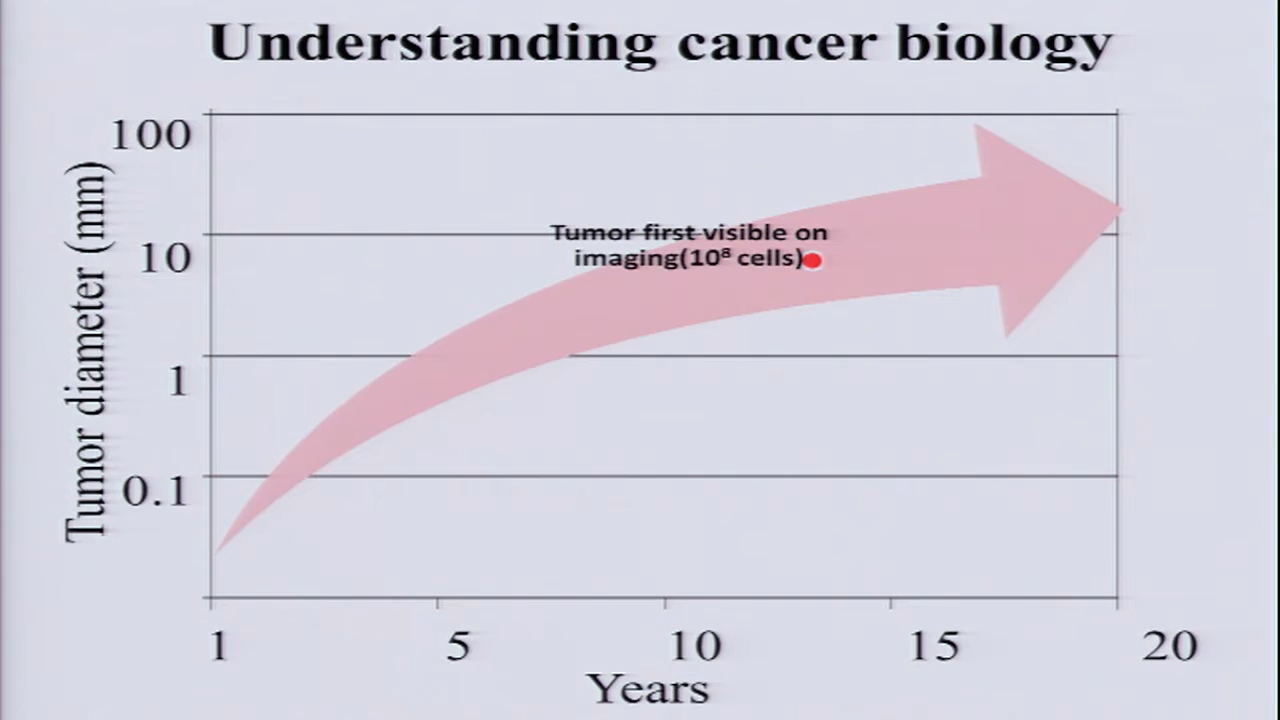 Understanding cancer biology
100
10
1
0.1
Tumor diameter (mm)
Tumor first visible on
imaging(10⁸ cells)
1 5 10 15 20
Years